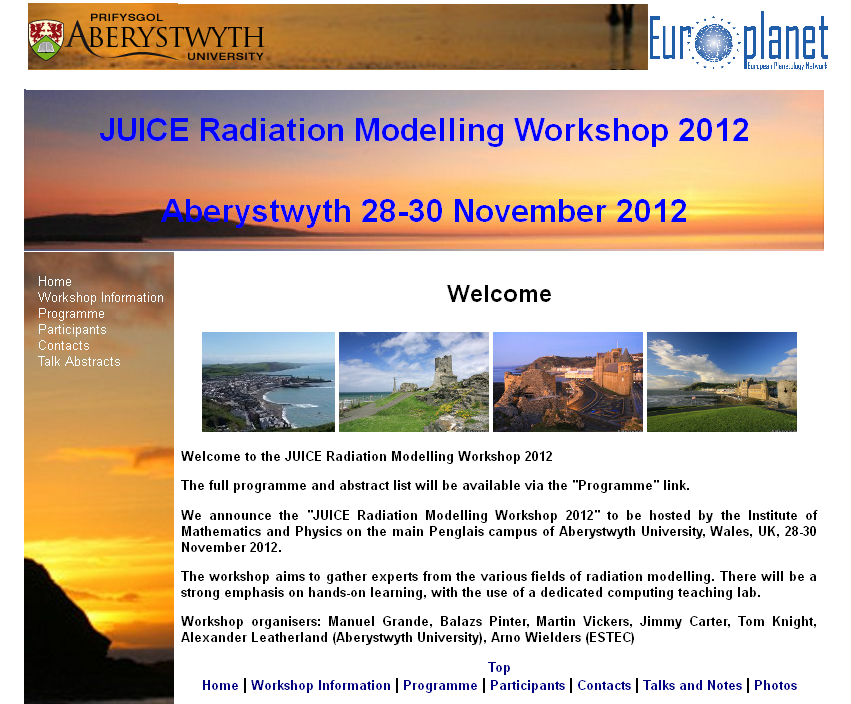 PRIFYSGOL
ABERYSTWYTH
UNIVERSITY
Europlanet
European Planetology Network
JUICE Radiation Modelling Workshop 2012
Aberystwyth 28-30 November 2012
Home
Workshop Information
Programme
Participants
Contacts
Talk Abstracts
Welcome
Welcome to the JUICE Radiation Modelling Workshop 2012
The full programme and abstract list will be available via the "Programme" link.
We announce the "JUICE Radiation Modelling Workshop 2012" to be hosted by the Institute of
Mathematics and Physics on the main Penglais campus of Aberystwyth University, Wales, UK, 28-30
November 2012.
The workshop aims to gather experts from the various fields of radiation modelling. There will be a
strong emphasis on hands-on learning, with the use of a dedicated computing teaching lab.
Workshop organisers: Manuel Grande, Balazs Pinter, Martin Vickers, Jimmy Carter, Tom Knight,
Alexander Leatherland (Aberystwyth University), Arno Wielders (ESTEC)
Top
Home | Workshop Information | Programme | Participants | Contacts | Talks and Notes | Photos